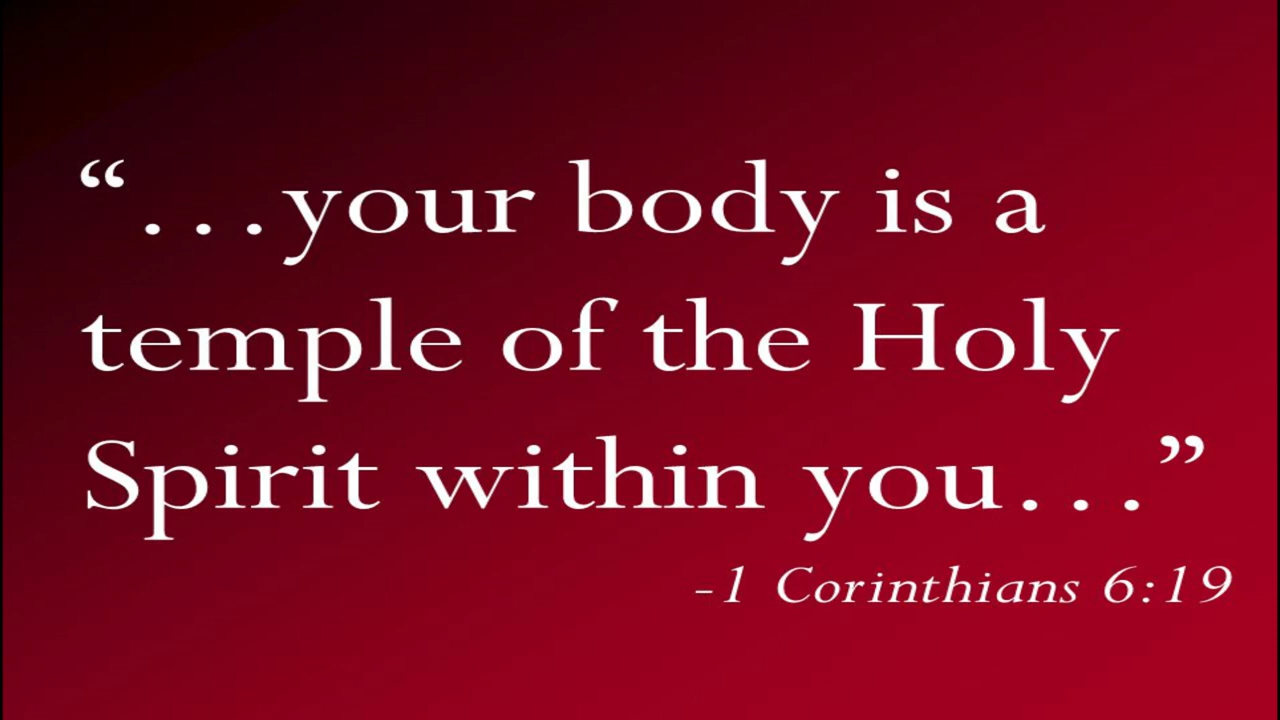 “…your body is a
temple of the Holy
Spirit within you…”
-1 Corinthians 6:19